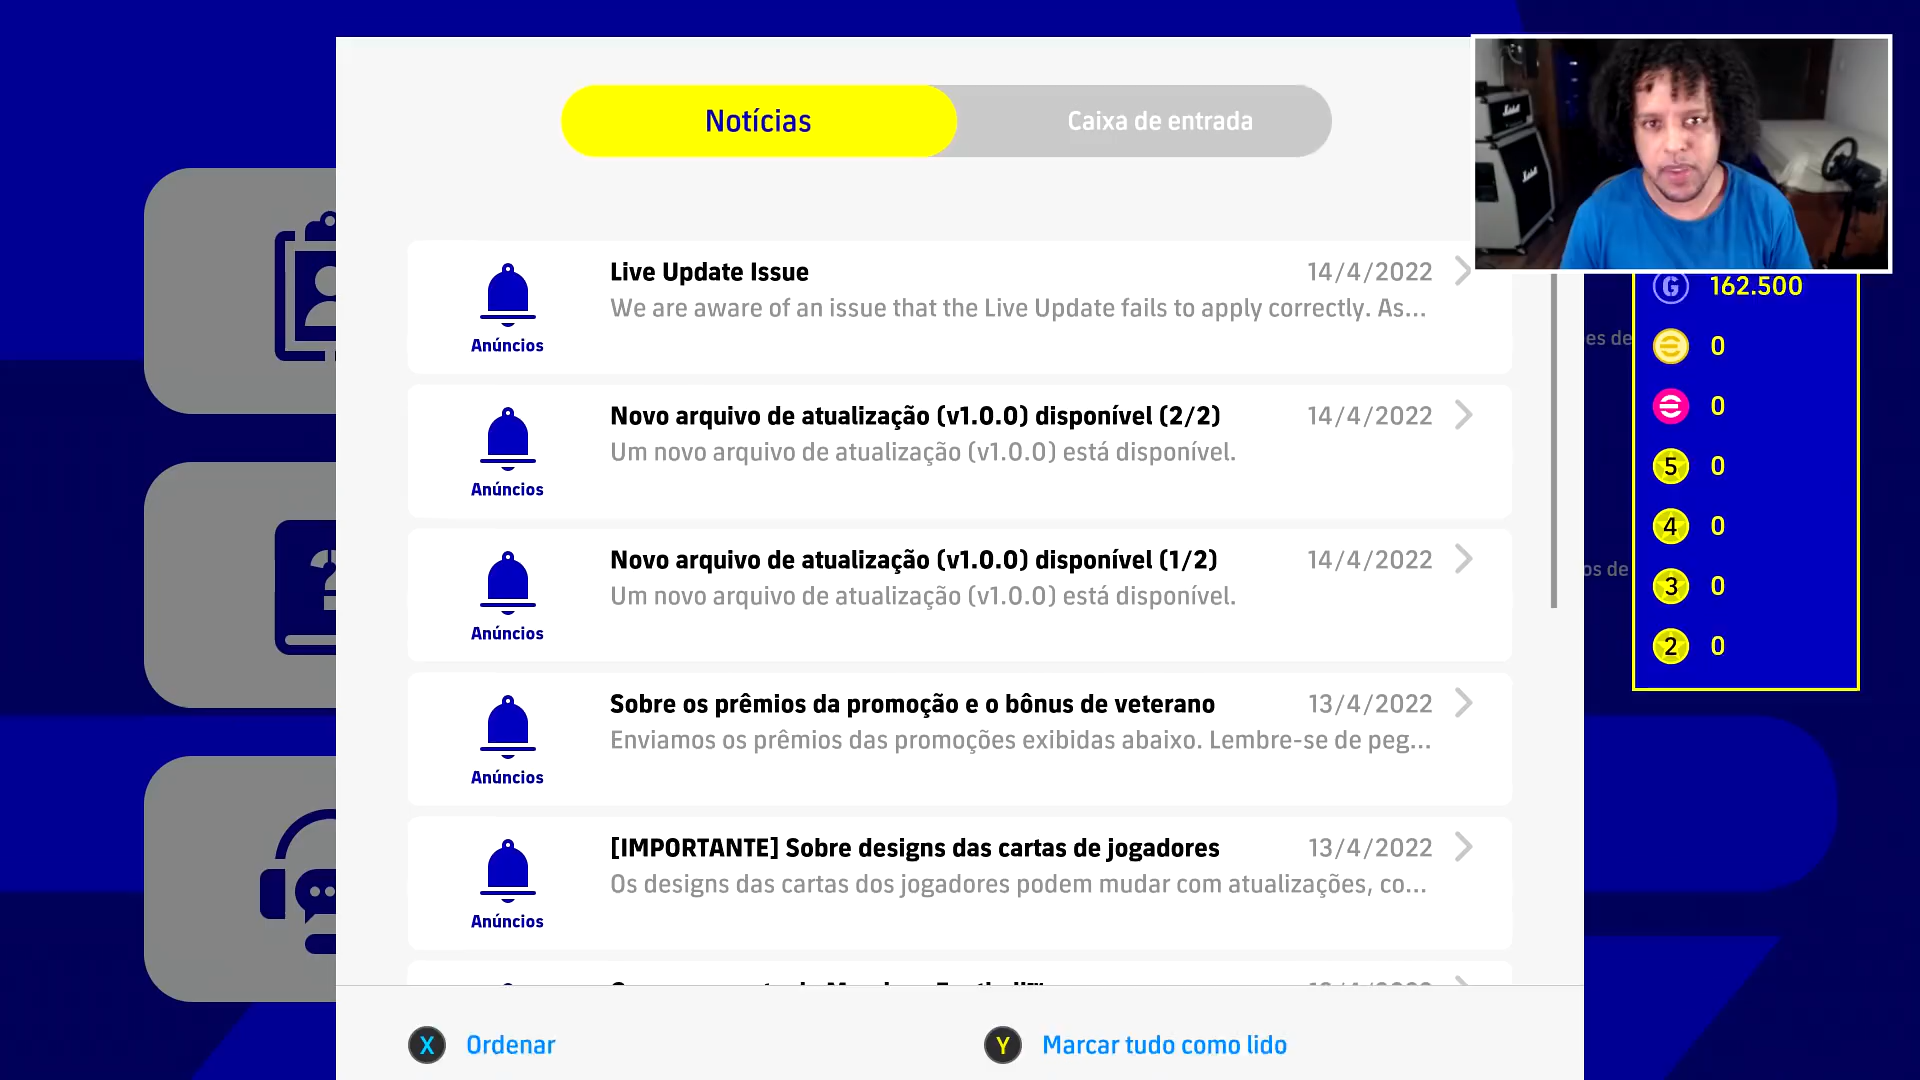 Notícias
Caixa de entrada
Marshall
Marshall
Live Update Issue
14/4/2022
We are aware of an issue that the Live Update fails to apply correctly. As...
Anúncios
Novo arquivo de atualização (v1.0.0) disponível (2/2)
14/4/2022
Um novo arquivo de atualização (v1.0.0) está disponível.
Anúncios
Novo arquivo de atualização (v1.0.0) disponível (1/2)
14/4/2022
Um novo arquivo de atualização (v1.0.0) está disponível.
Anúncios
Sobre os prêmios da promoção e o bônus de veterano
13/4/2022
Enviamos os prêmios das promoções exibidas abaixo. Lembre-se de peg...
Anúncios
[IMPORTANTE] Sobre designs das cartas de jogadores
13/4/2022
Os designs das cartas dos jogadores podem mudar com atualizações, co...
Anúncios
X Ordenar
Y Marcar tudo como lido
G 162.500
0
0
5 0
4 0
3 0
2 0
es de
os de